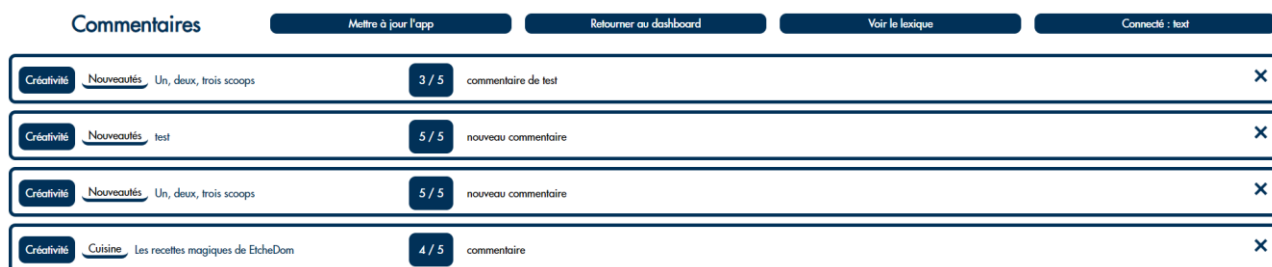 Commentaires Mettre à jour l'app Retourner au dashboard Voir le lexique Connecté : text
Créativité Nouveautés Un, deux, trois scoops 3 / 5 commentaire de test ✕
Créativité Nouveautés test 5 / 5 nouveau commentaire ✕
Créativité Nouveautés Un, deux, trois scoops 5 / 5 nouveau commentaire ✕
Créativité Cuisine Les recettes magiques de EtcheDom 4 / 5 commentaire ✕